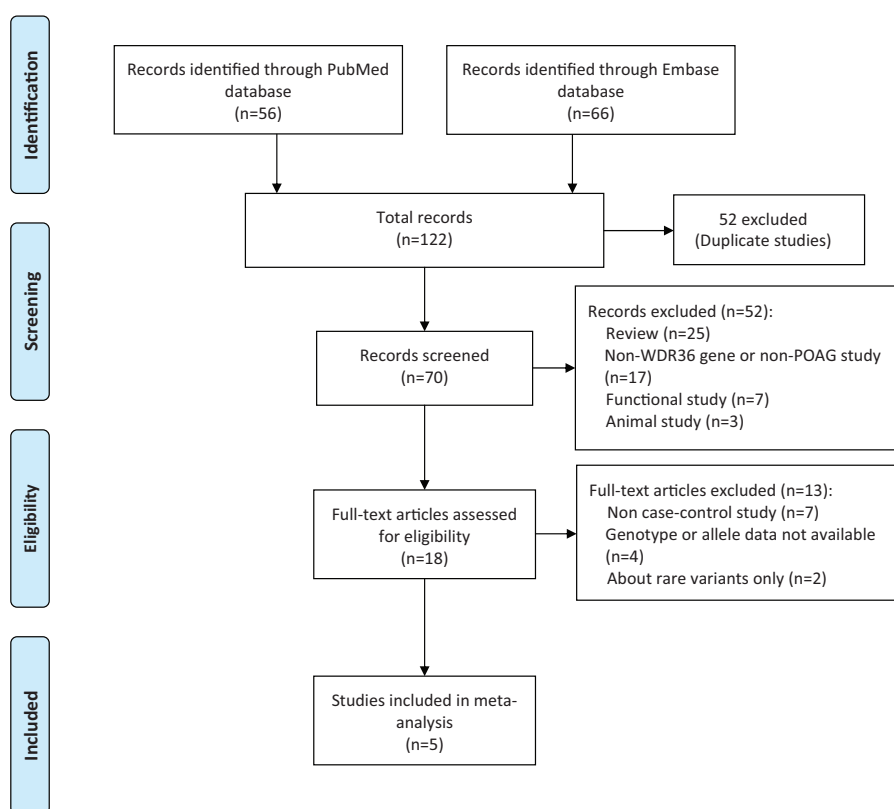 Identification
Records identified through PubMed
database
(n=56)
Records identified through Embase
database
(n=66)
Total records
(n=122)
52 excluded
(Duplicate studies)
Screening
Records screened
(n=70)
Records excluded (n=52):
Review (n=25)
Non-WDR36 gene or non-POAG study
(n=17)
Functional study (n=7)
Animal study (n=3)
Eligibility
Full-text articles assessed
for eligibility
(n=18)
Full-text articles excluded (n=13):
Non case-control study (n=7)
Genotype or allele data not available
(n=4)
About rare variants only (n=2)
Included
Studies included in meta-
analysis
(n=5)